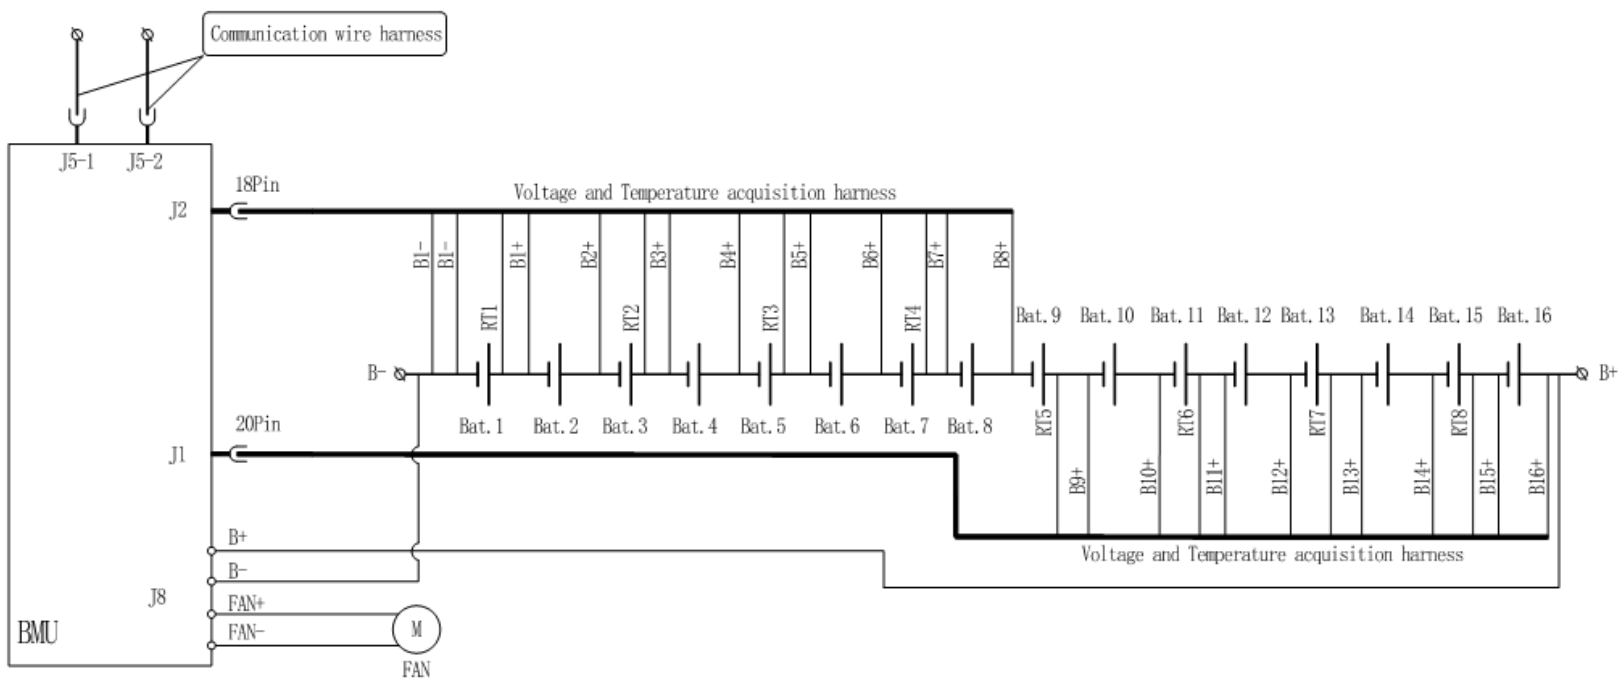 Communication wire harness
J5-1 J5-2
18Pin
J2
Voltage and Temperature acquisition harness
B1- B1- B1+ B2+ B3+ B4+ B5+ B6+ B7+ B8+
RT1 RT2 RT3 RT4
Bat.9 Bat.10 Bat.11 Bat.12 Bat.13 Bat.14 Bat.15 Bat.16
B- B+
20Pin
Bat.1 Bat.2 Bat.3 Bat.4 Bat.5 Bat.6 Bat.7 Bat.8
RT5 RT6 RT7 RT8
J1
B9+ B10+ B11+ B12+ B13+ B14+ B15+ B16+
Voltage and Temperature acquisition harness
B+
B-
J8
FAN+
FAN-
BMU
M
FAN